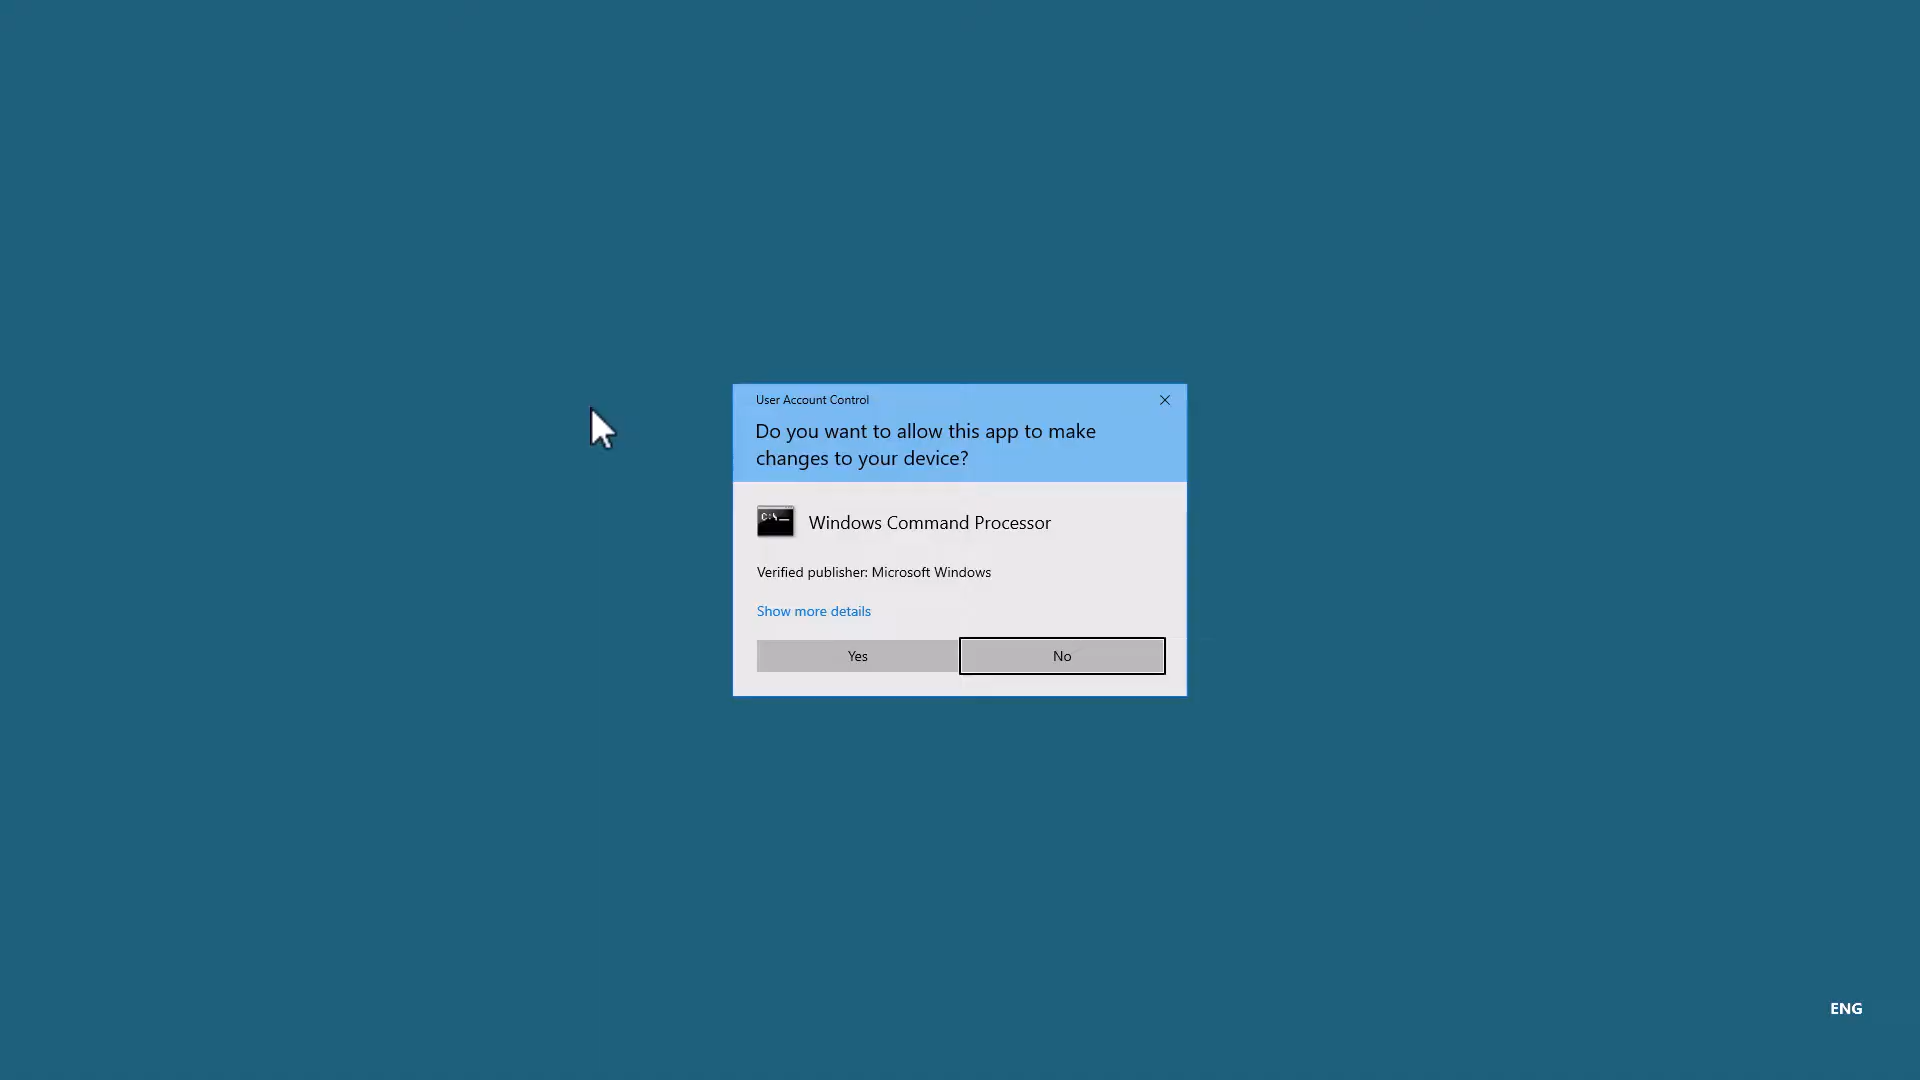 User Account Control
Do you want to allow this app to make
changes to your device?
C:\_
Windows Command Processor
Verified publisher: Microsoft Windows
Show more details
Yes
No
ENG